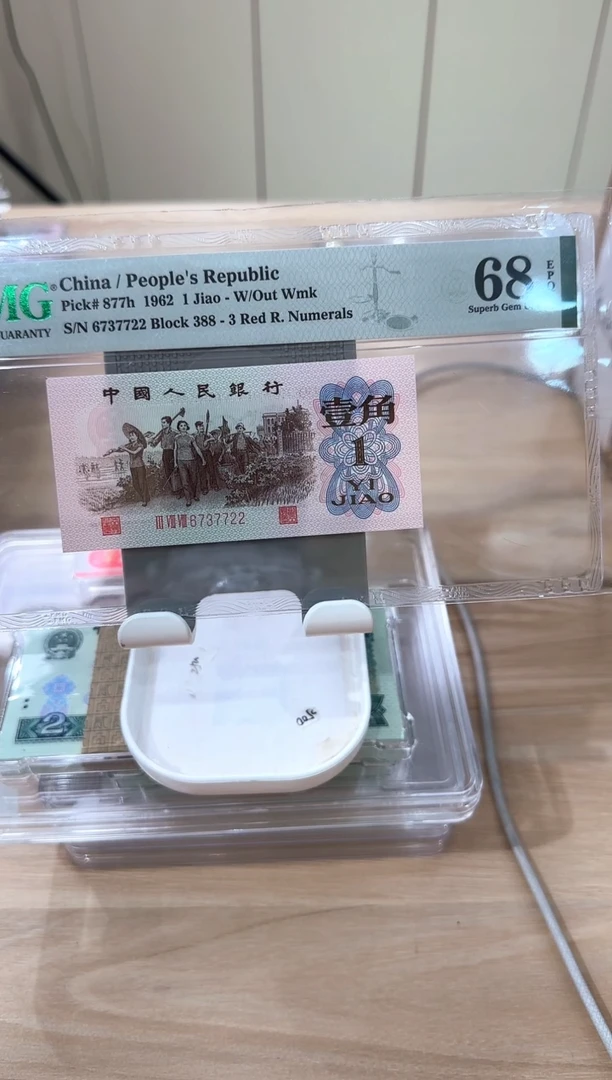 MG® China / People's Republic
Pick# 877h 1962 1 Jiao - W/Out Wmk
UARANTY S/N 6737722 Block 388 - 3 Red R. Numerals
68 EPQ
Superb Gem
中國人民銀行
壹角
1
YI
JIAO
III VIII VIII 6737722
2